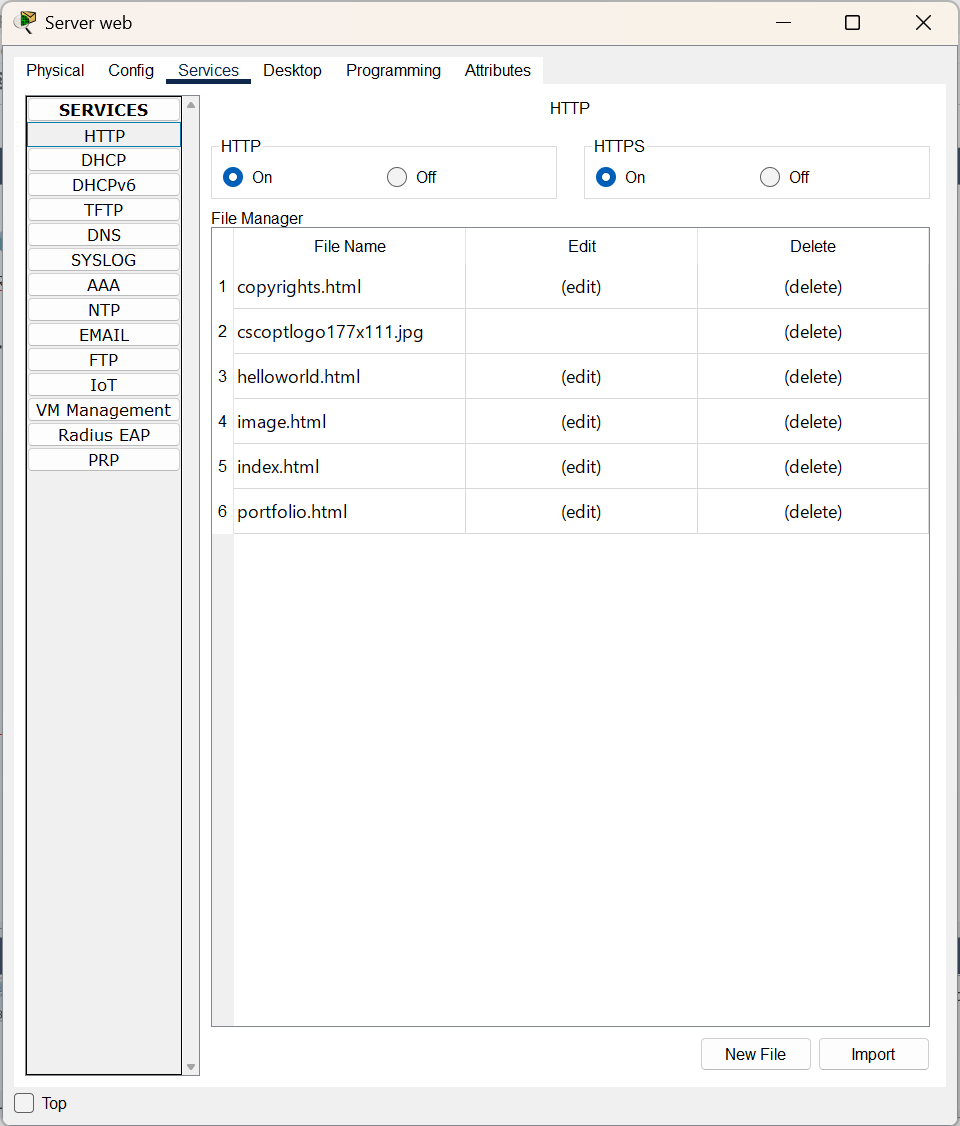 Server web
Physical Config Services Desktop Programming Attributes
SERVICES
HTTP
DHCP
DHCPv6
TFTP
DNS
SYSLOG
AAA
NTP
EMAIL
FTP
IoT
VM Management
Radius EAP
PRP
HTTP
HTTP
On Off
HTTPS
On Off
File Manager
File Name Edit Delete
1 copyrights.html (edit) (delete)
2 cscoptlogo177x111.jpg (delete)
3 helloworld.html (edit) (delete)
4 image.html (edit) (delete)
5 index.html (edit) (delete)
6 portfolio.html (edit) (delete)
New File Import
Top